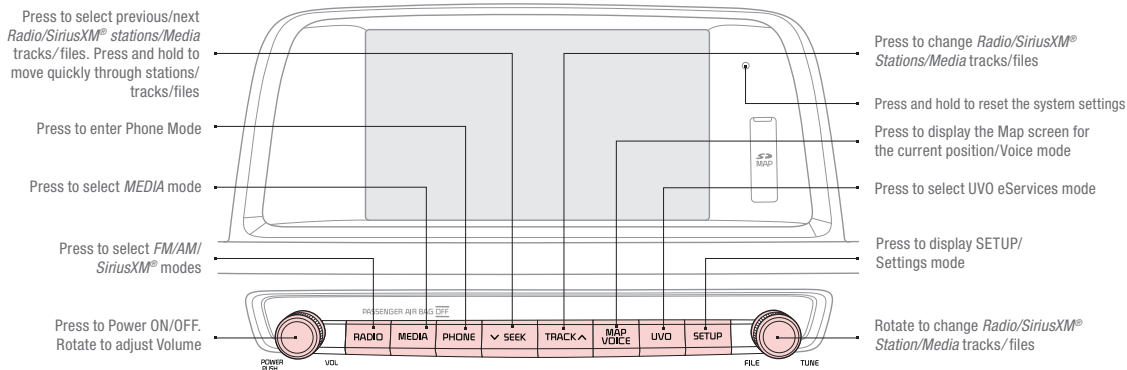 Press to select previous/next
Radio/SiriusXM® stations/Media
tracks/files. Press and hold to
move quickly through stations/
tracks/files
Press to enter Phone Mode
Press to select MEDIA mode
Press to select FM/AM/
SiriusXM® modes
Press to Power ON/OFF.
Rotate to adjust Volume
Press to change Radio/SiriusXM®
Stations/Media tracks/files
Press and hold to reset the system settings
Press to display the Map screen for
the current position/Voice mode
Press to select UVO eServices mode
Press to display SETUP/
Settings mode
Rotate to change Radio/SiriusXM®
Station/Media tracks/files
SD
MAP
PASSENGER AIR BAG OFF
RADIO
MEDIA
PHONE
∨ SEEK
TRACK ∧
MAP
VOICE
UVO
SETUP
POWER
PUSH
VOL
FILE
TUNE